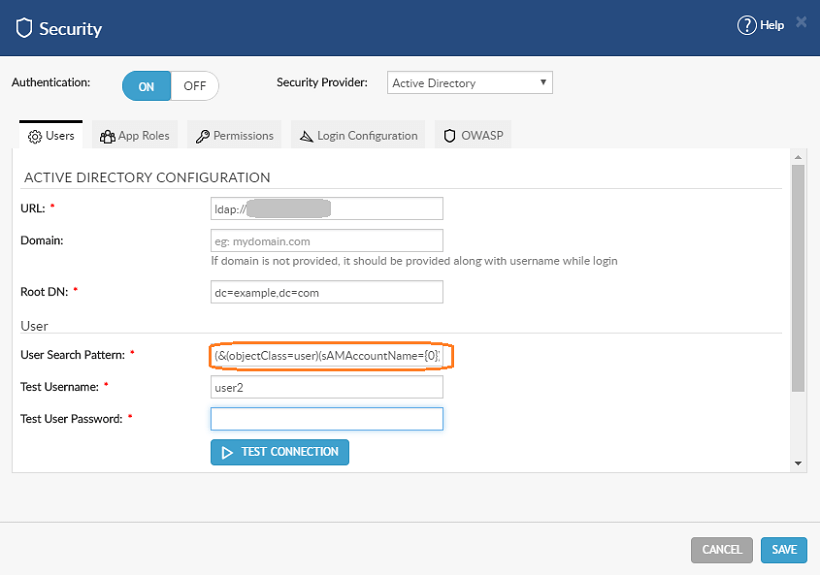 Security
? Help
Authentication: ON OFF Security Provider: Active Directory
Users App Roles Permissions Login Configuration OWASP
ACTIVE DIRECTORY CONFIGURATION
URL: * ldap://
Domain: eg: mydomain.com
If domain is not provided, it should be provided along with username while login
Root DN: * dc=example,dc=com
User
User Search Pattern: * (&(objectClass=user)(sAMAccountName={0}
Test Username: * user2
Test User Password: *
TEST CONNECTION
CANCEL SAVE